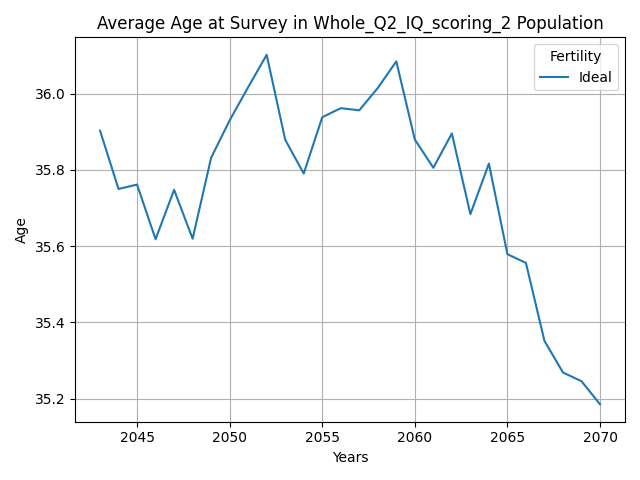 Average Age at Survey in Whole_Q2_IQ_scoring_2 Population
Fertility
Ideal
Age
36.0
35.8
35.6
35.4
35.2
2045 2050 2055 2060 2065 2070
Years